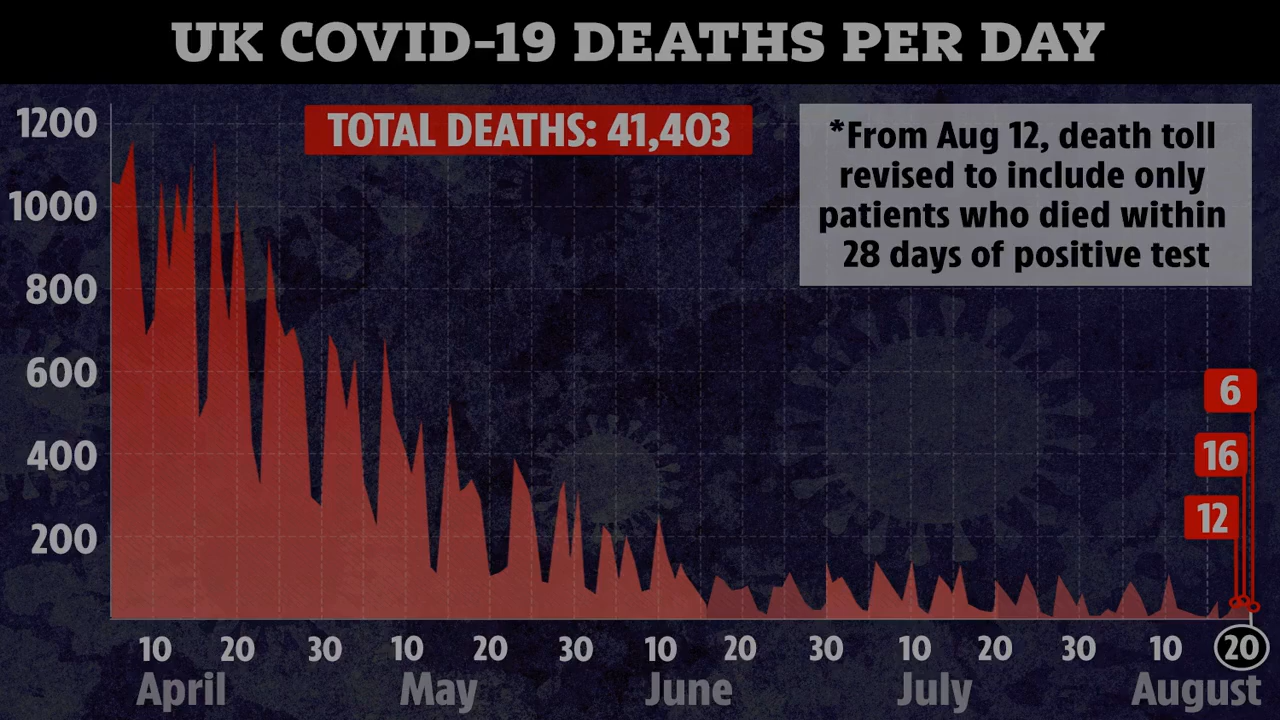 UK COVID-19 DEATHS PER DAY
TOTAL DEATHS: 41,403
*From Aug 12, death toll
revised to include only
patients who died within
28 days of positive test
1200
1000
800
600
400
200
6
16
12
10 20 30 10 20 30 10 20 30 10 20 30 10 20
April May June July August